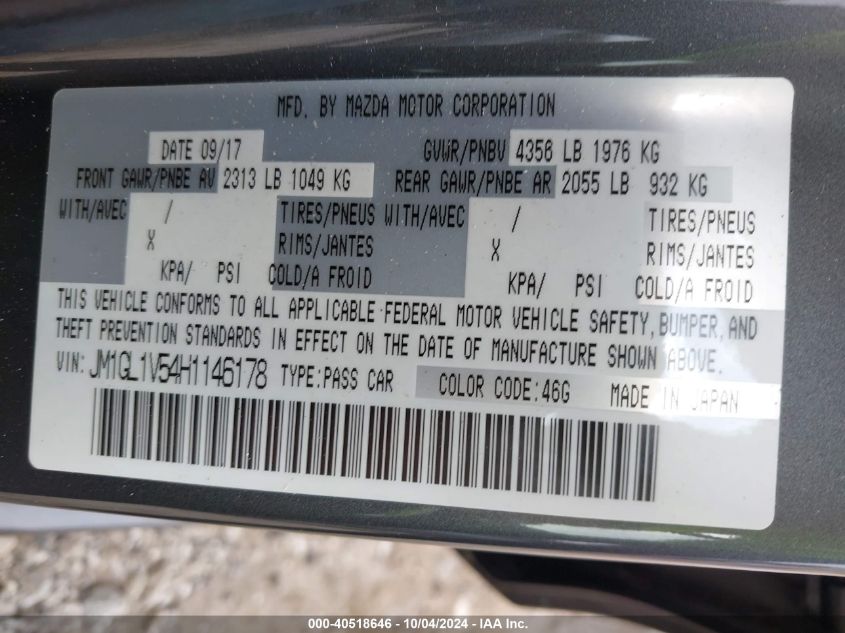 MFD. BY MAZDA MOTOR CORPORATION
DATE 09/17 GVWR/PNBV 4356 LB 1976 KG
FRONT GAWR/PNBE AV 2313 LB 1049 KG REAR GAWR/PNBE AR 2055 LB 932 KG
WITH/AVEC / TIRES/PNEUS WITH/AVEC / TIRES/PNEUS
X RIMS/JANTES X RIMS/JANTES
KPA/ PSI COLD/A FROID KPA/ PSI COLD/A FROID
THIS VEHICLE CONFORMS TO ALL APPLICABLE FEDERAL MOTOR VEHICLE SAFETY, BUMPER, AND
THEFT PREVENTION STANDARDS IN EFFECT ON THE DATE OF MANUFACTURE SHOWN ABOVE.
VIN: JM1GL1V54H1146178 TYPE:PASS CAR COLOR CODE:46G MADE IN JAPAN
000-40518646 - 10/04/2024 - IAA Inc.